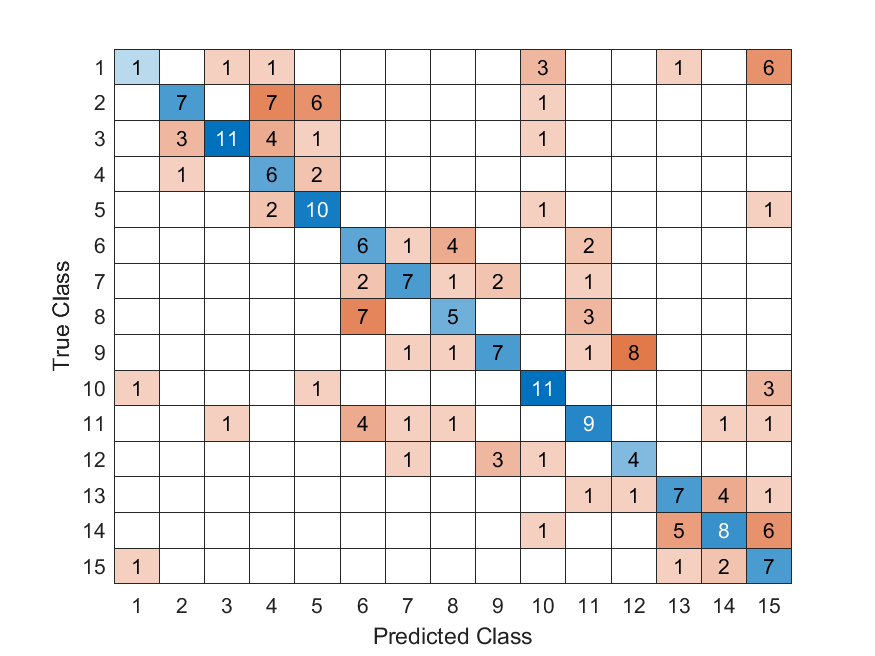 1 1 1 1 3 1 6
2 7 7 6 1
3 3 11 4 1 1
4 1 6 2
5 2 10 1 1
6 6 1 4 2
7 2 7 1 2 1
8 7 5 3
9 1 1 7 1 8
10 1 1 11 3
11 1 4 1 1 9 1 1
12 1 3 1 4
13 1 1 7 4 1
14 1 5 8 6
15 1 1 2 7
1 2 3 4 5 6 7 8 9 10 11 12 13 14 15
True Class
Predicted Class